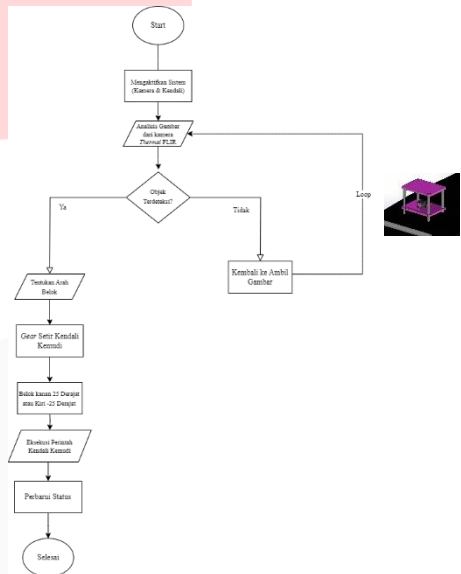 Start
Mengaktifkan Sistem
(Kamera & Kendali)
Analisis Gambar
dari kamera
Thermal FLIR
Objek
Terdeteksi?
Ya
Tidak
Loop
Kembali ke Ambil
Gambar
Tentukan Arah
Belok
Gear Setir Kendali
Kemudi
Belok kanan 25 Derajat
atau Kiri -25 Derajat
Eksekusi Perintah
Kendali Kemudi
Perbarui Status
Selesai